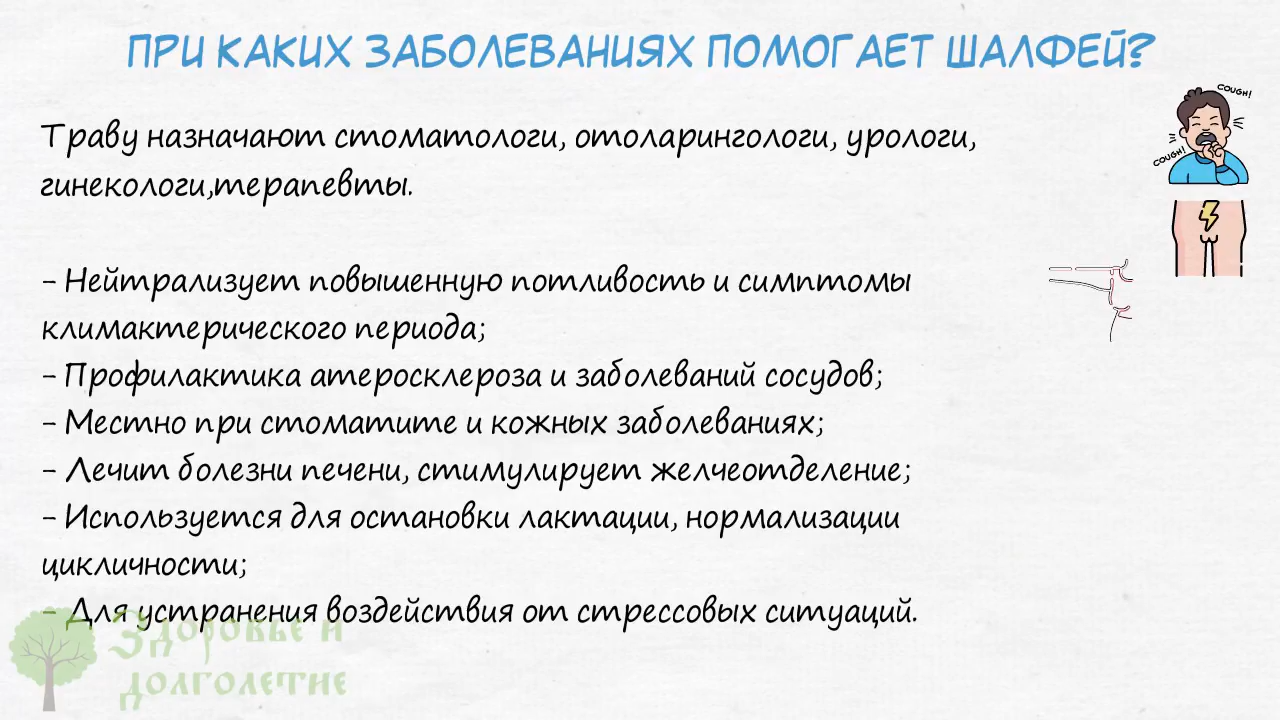 ПРИ КАКИХ ЗАБОЛЕВАНИЯХ ПОМОГАЕТ ШАЛФЕЙ?
COUGH!
COUGH!
Траву назначают стоматологи, отоларингологи, урологи,
гинекологи,терапевты.
- Нейтрализует повышенную потливость и симптомы
климактерического периода;
- Профилактика атеросклероза и заболеваний сосудов;
- Местно при стоматите и кожных заболеваниях;
- Лечит болезни печени, стимулирует желчеотделение;
- Используется для остановки лактации, нормализации
цикличности;
- Для устранения воздействия от стрессовых ситуаций.
Здоровье и
долголетие